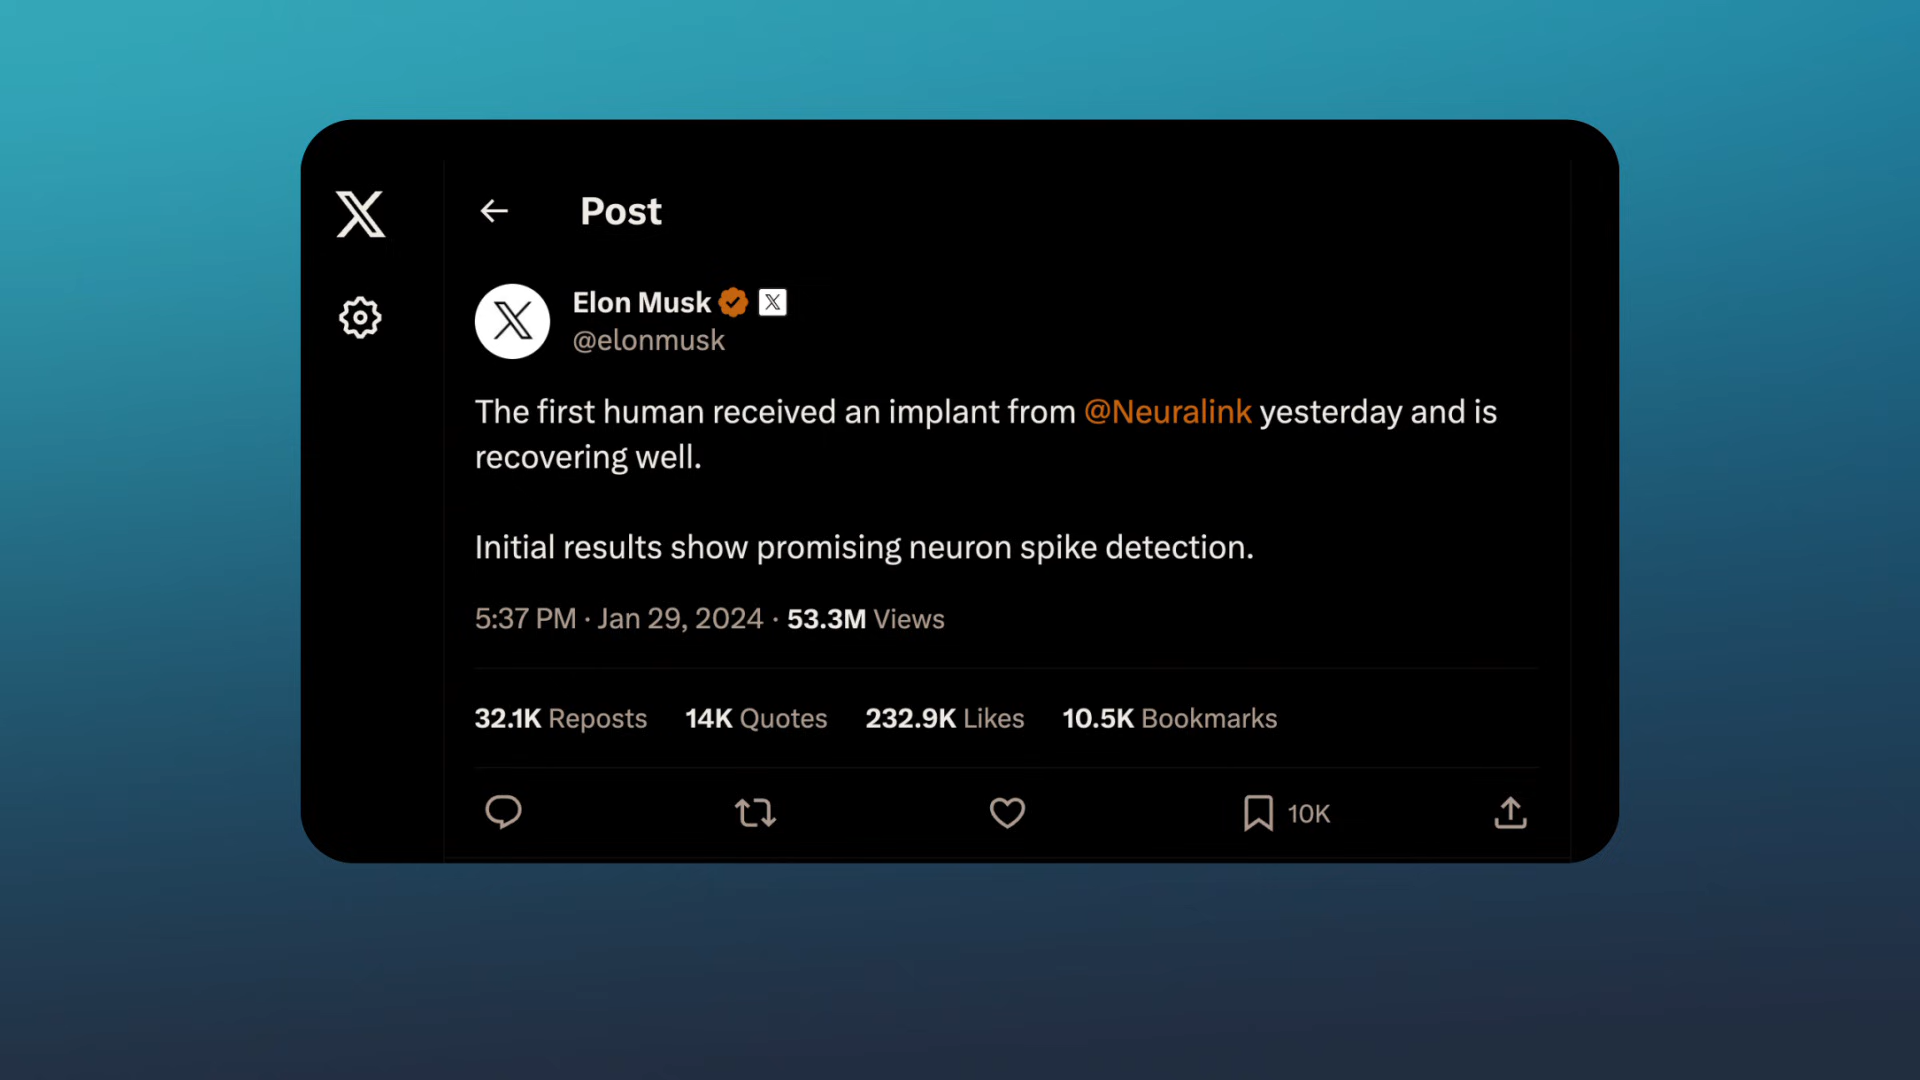 Post
Elon Musk
@elonmusk
The first human received an implant from @Neuralink yesterday and is
recovering well.
Initial results show promising neuron spike detection.
5:37 PM · Jan 29, 2024 · 53.3M Views
32.1K Reposts 14K Quotes 232.9K Likes 10.5K Bookmarks
10K